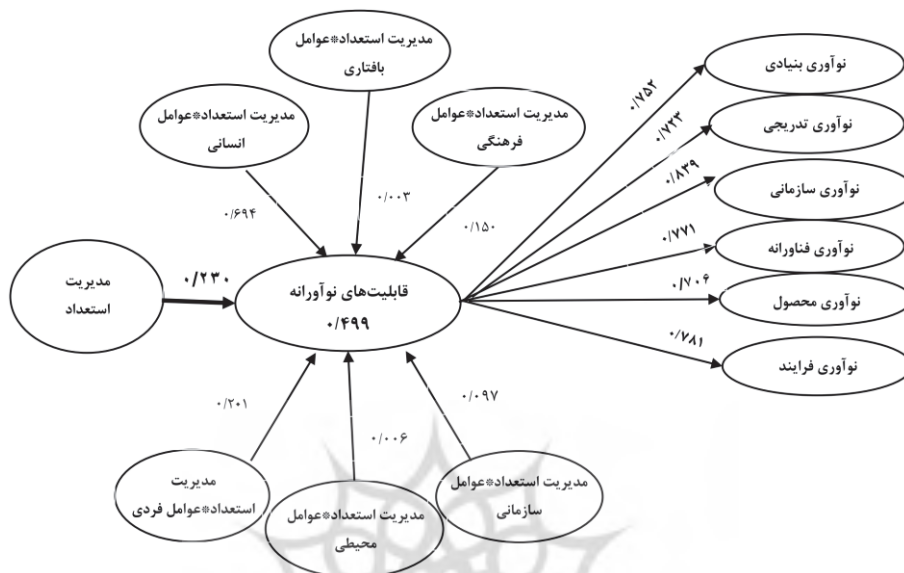 مدیریت استعداد*عوامل
بافتاری
مدیریت استعداد*عوامل
انسانی
مدیریت استعداد*عوامل
فرهنگی
۰/۶۹۴
۰/۰۰۳
۰/۱۵۰
مدیریت
استعداد
۰/۲۳۰
قابلیت‌های نوآورانه
۰/۴۹۹
۰/۷۵۲
۰/۷۲۳
۰/۸۳۹
۰/۷۷۱
۰/۷۰۶
۰/۷۸۱
نوآوری بنیادی
نوآوری تدریجی
نوآوری سازمانی
نوآوری فناورانه
نوآوری محصول
نوآوری فرایند
۰/۲۰۱
۰/۰۰۶
۰/۰۹۷
مدیریت
استعداد*عوامل فردی
مدیریت استعداد*عوامل
محیطی
مدیریت استعداد*عوامل
سازمانی